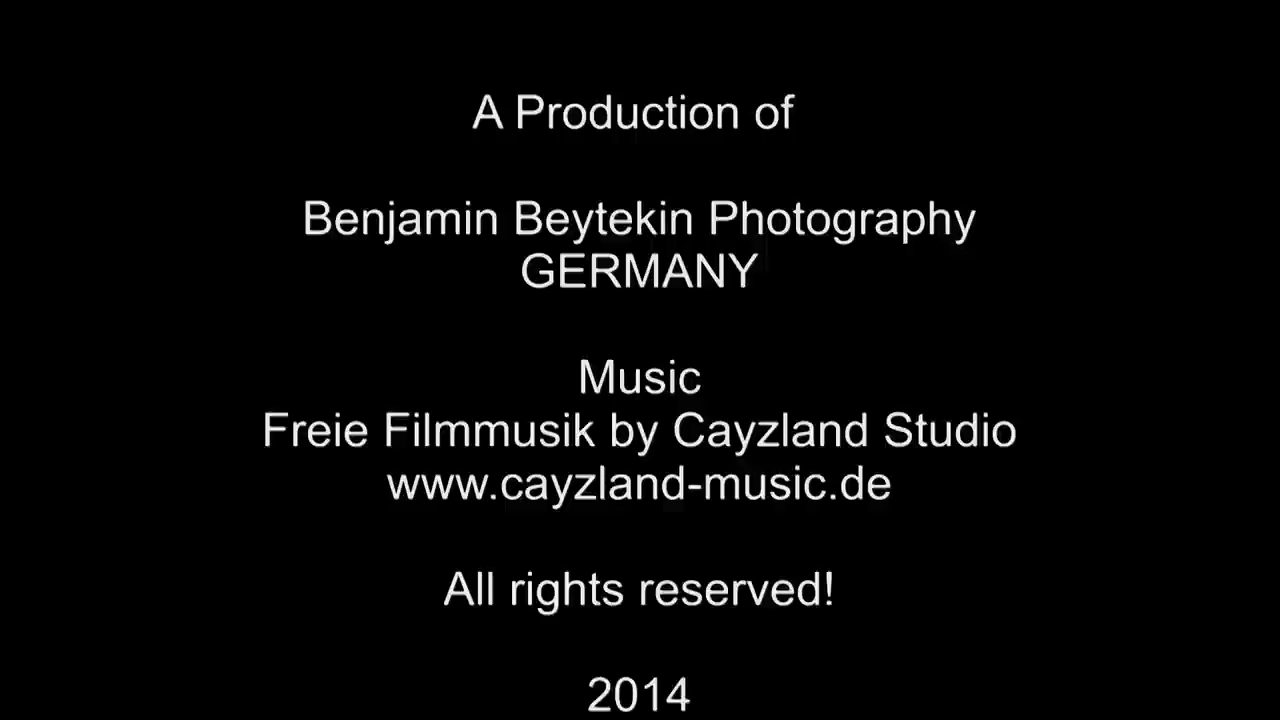 A Production of
Benjamin Beytekin Photography
GERMANY
Music
Freie Filmmusik by Cayzland Studio
www.cayzland-music.de
All rights reserved!
2014